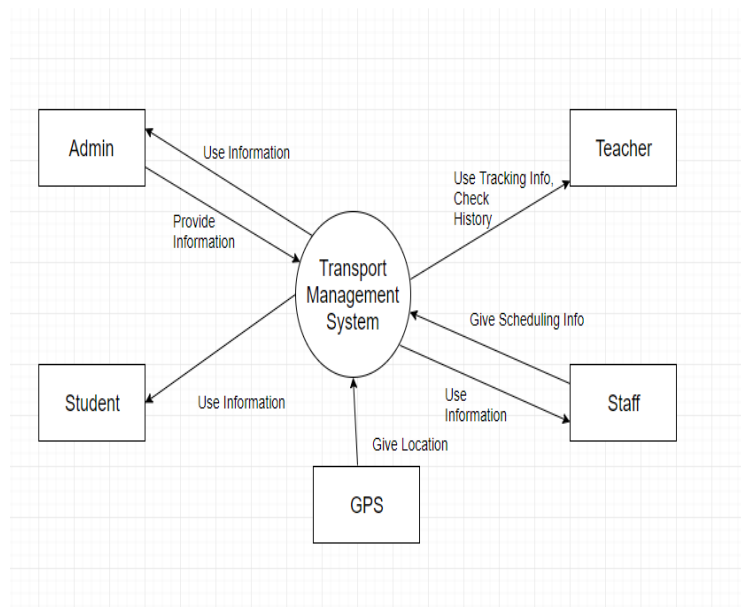 Admin
Use Information
Teacher
Use Tracking Info,
Check
History
Provide
Information
Transport
Management
System
Give Scheduling Info
Student
Use Information
Use
Information
Staff
Give Location
GPS